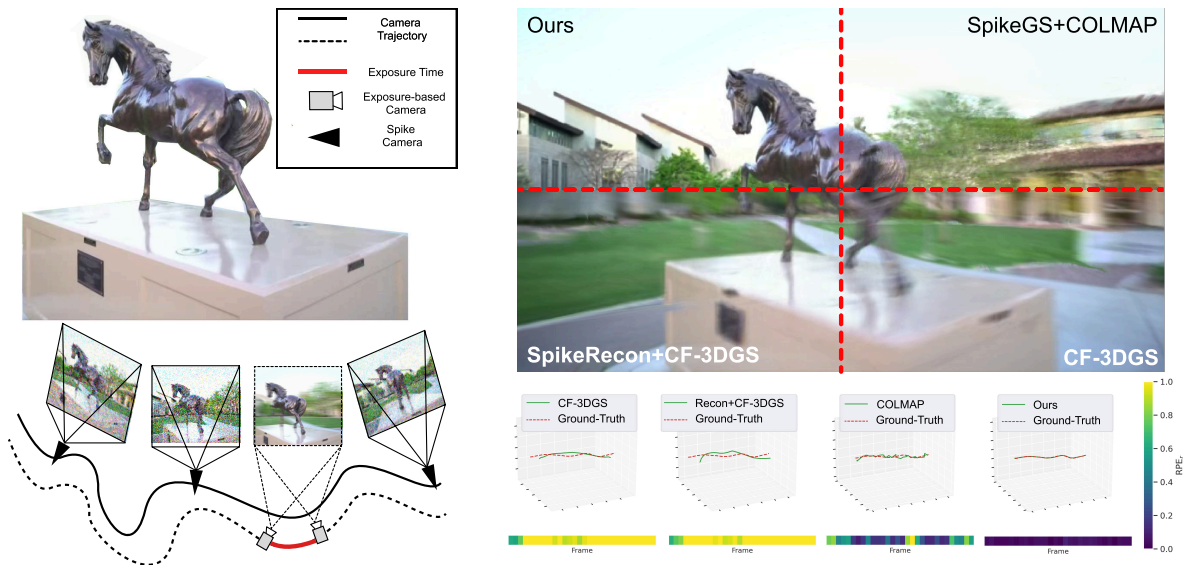 Camera
Trajectory
Exposure Time
Exposure-based
Camera
Spike
Camera
Ours
SpikeGS+COLMAP
SpikeRecon+CF-3DGS
CF-3DGS
CF-3DGS
Ground-Truth
Recon+CF-3DGS
Ground-Truth
COLMAP
Ground-Truth
Ours
Ground-Truth
1.0
0.8
0.6
0.4
0.2
0.0
RPEr
Frame
Frame
Frame
Frame